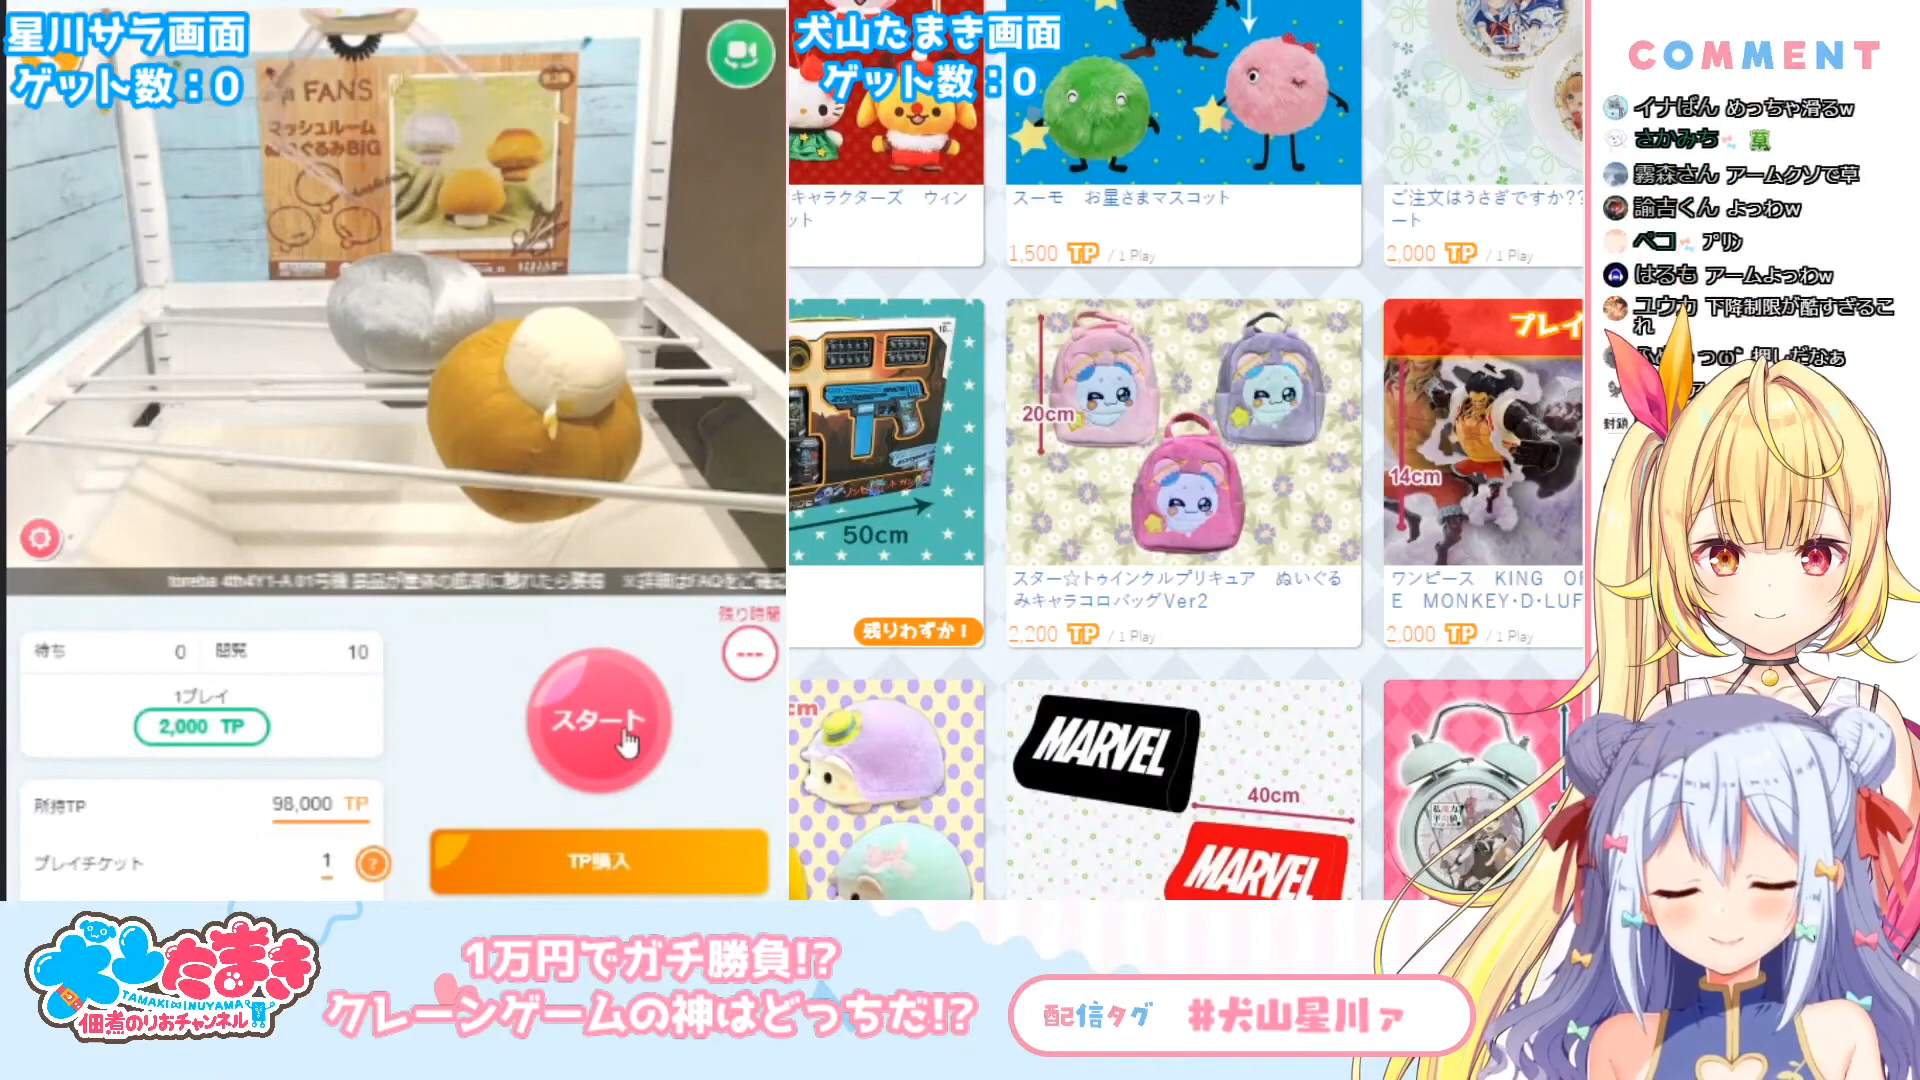 星川サラ画面
ゲット数：0
FANS
マッシュルーム
ぬいぐるみBIG
残り時間
---
待ち 0 閲覧 10
1プレイ
2,000 TP
スタート
所持TP 98,000 TP
プレイチケット 1
?
TP購入
犬山たまき画面
ゲット数：0
キャラクターズ ウィン
ット
スーモ お星さまマスコット
1,500 TP / 1 Play
ご注文はうさぎですか??
ート
2,000 TP / 1 Play
50cm
残りわずか！
20cm
スター☆トゥインクルプリキュア ぬいぐる
みキャラコロバッグVer2
2,200 TP / 1 Play
プレイ
14cm
ワンピース KING OF
E MONKEY・D・LUF
2,000 TP / 1 Play
cm
MARVEL
40cm
MARVEL
COMMENT
イナばん めっちゃ滑るw
さかみち 草
霧森さん アームクソで草
諭吉くん よっわw
ペコ プリン
はるも アームよっわw
ユウカ 下降制限が酷すぎるこ
れ
犬山たまき
TAMAKI INUYAMA
佃煮のりおチャンネル
1万円でガチ勝負!?
クレーンゲームの神はどっちだ!?
配信タグ #犬山星川ァ